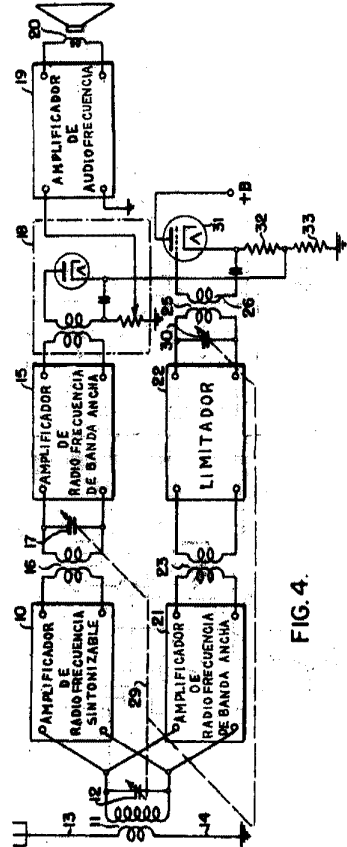 10
AMPLIFICADOR
DE
RADIO FRECUENCIA
SINTONIZABLE
15
AMPLIFICADOR
DE
RADIO FRECUENCIA
DE BANDA ANCHA
19
AMPLIFICADOR
DE
AUDIOFRECUENCIA
20
18
16
17
13
11
12
14
29
21
AMPLIFICADOR
DE
RADIOFRECUENCIA
DE BANDA ANCHA
23
22
LIMITADOR
30
25
26
31
+B
32
33
FIG. 4.